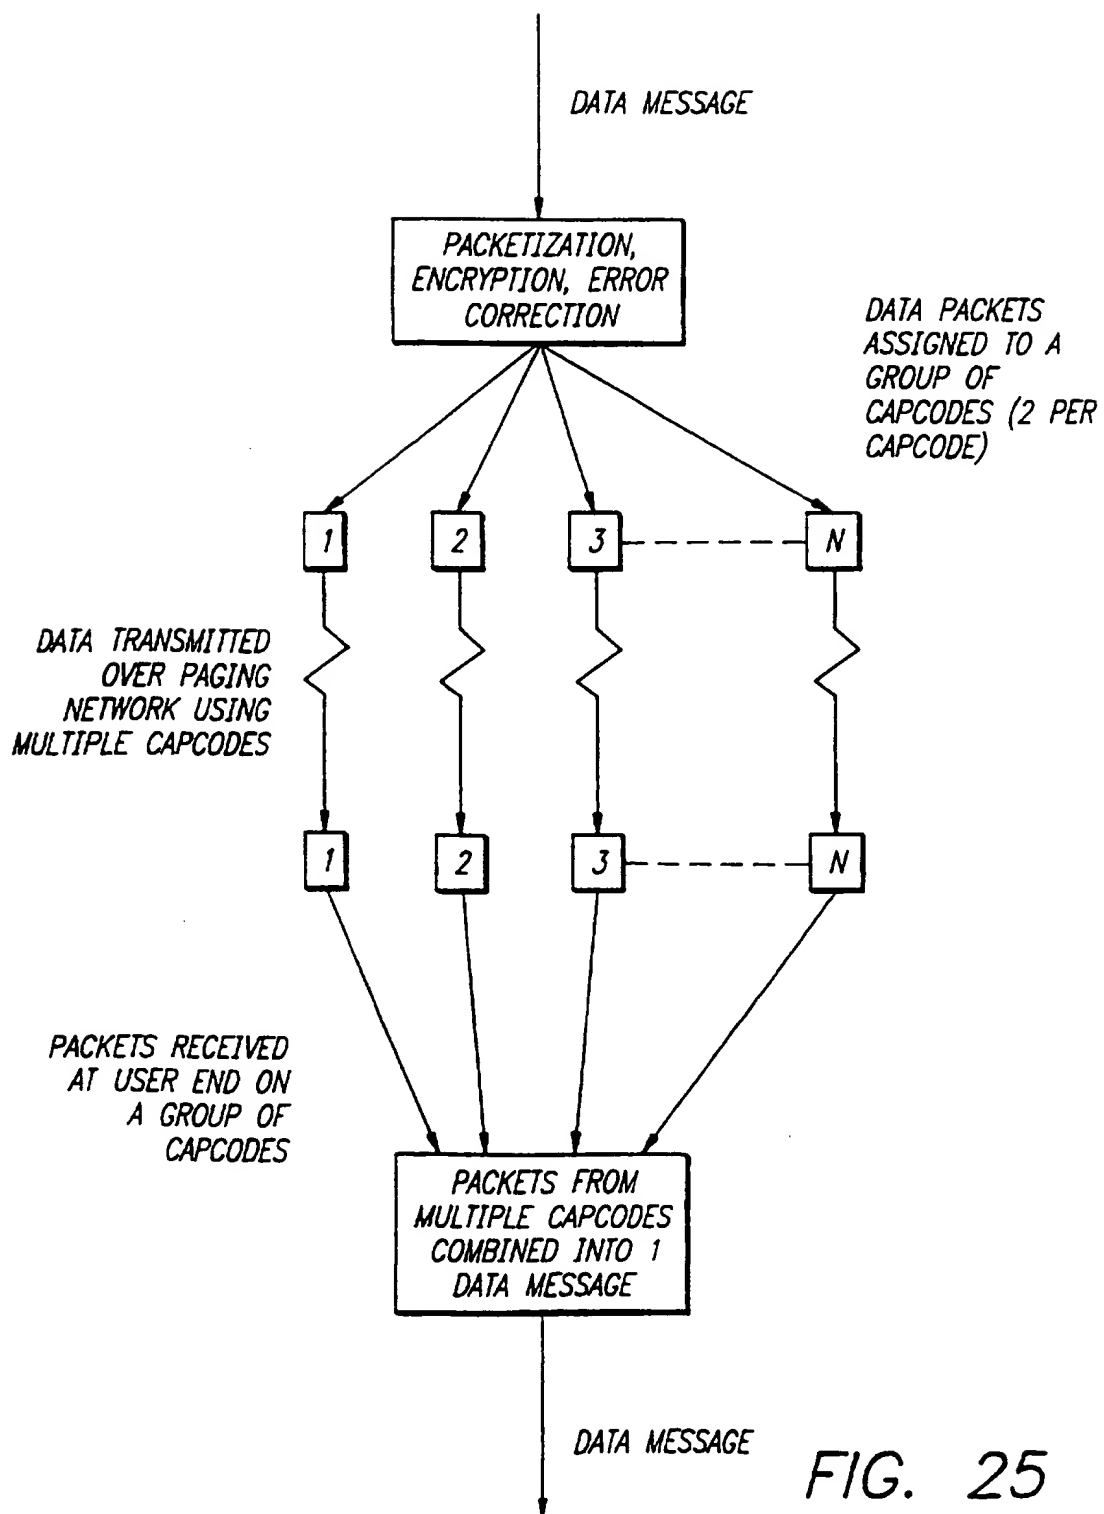 DATA MESSAGE
PACKETIZATION,
ENCRYPTION, ERROR
CORRECTION
DATA PACKETS
ASSIGNED TO A
GROUP OF
CAPCODES (2 PER
CAPCODE)
1 2 3 N
DATA TRANSMITTED
OVER PAGING
NETWORK USING
MULTIPLE CAPCODES
1 2 3 N
PACKETS RECEIVED
AT USER END ON
A GROUP OF
CAPCODES
PACKETS FROM
MULTIPLE CAPCODES
COMBINED INTO 1
DATA MESSAGE
DATA MESSAGE
FIG. 25